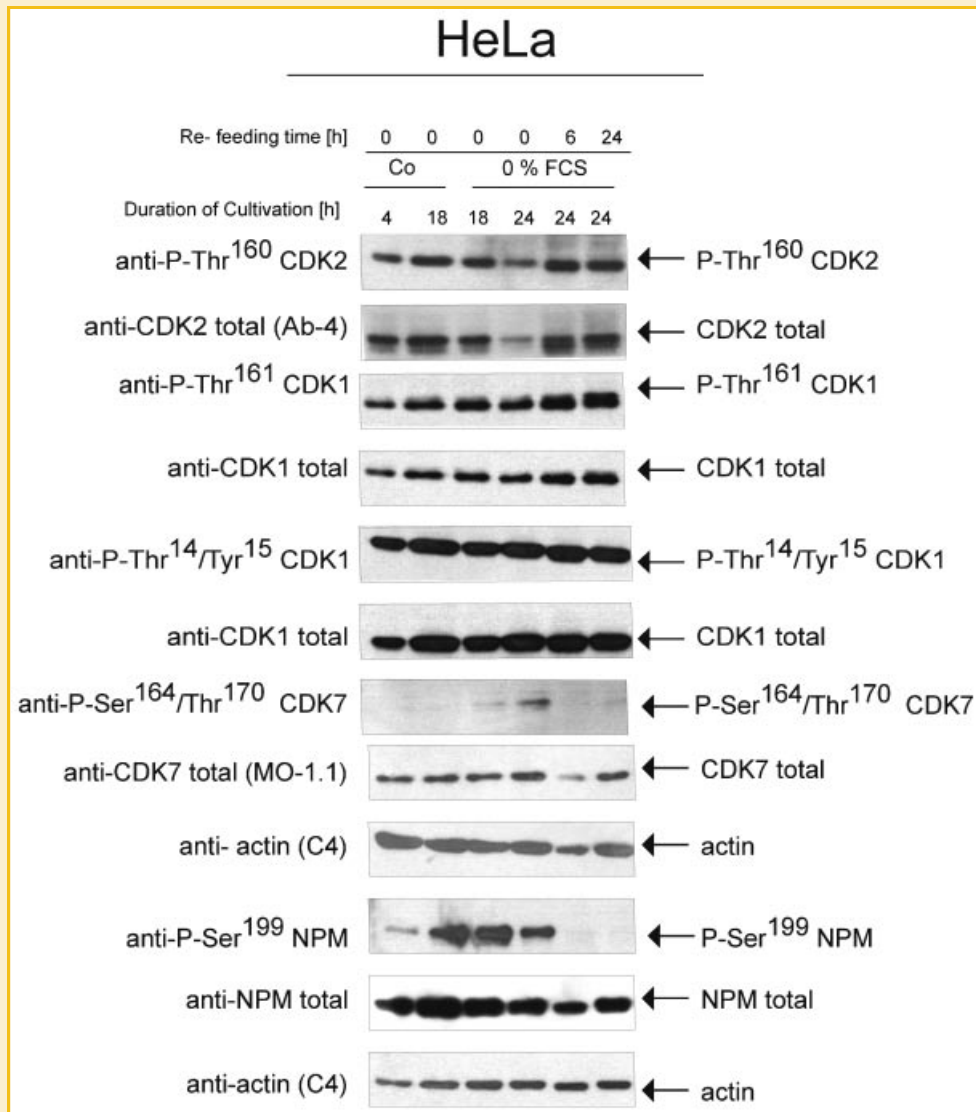 HeLa
Re- feeding time [h] 0 0 0 0 6 24
Co 0 % FCS
Duration of Cultivation [h] 4 18 18 24 24 24
anti-P-Thr160 CDK2 P-Thr160 CDK2
anti-CDK2 total (Ab-4) CDK2 total
anti-P-Thr161 CDK1 P-Thr161 CDK1
anti-CDK1 total CDK1 total
anti-P-Thr14/Tyr15 CDK1 P-Thr14/Tyr15 CDK1
anti-CDK1 total CDK1 total
anti-P-Ser164/Thr170 CDK7 P-Ser164/Thr170 CDK7
anti-CDK7 total (MO-1.1) CDK7 total
anti- actin (C4) actin
anti-P-Ser199 NPM P-Ser199 NPM
anti-NPM total NPM total
anti-actin (C4) actin